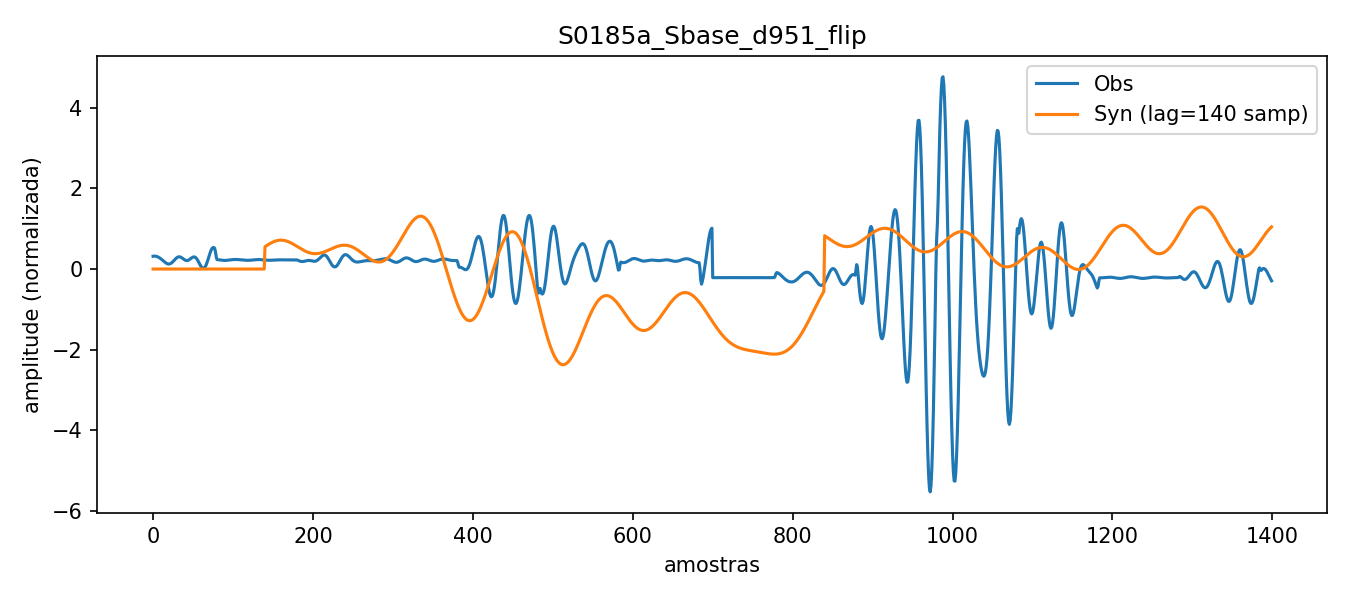 S0185a_Sbase_d951_flip
Obs
Syn (lag=140 samp)
amplitude (normalizada)
4
2
0
−2
−4
−6
0 200 400 600 800 1000 1200 1400
amostras